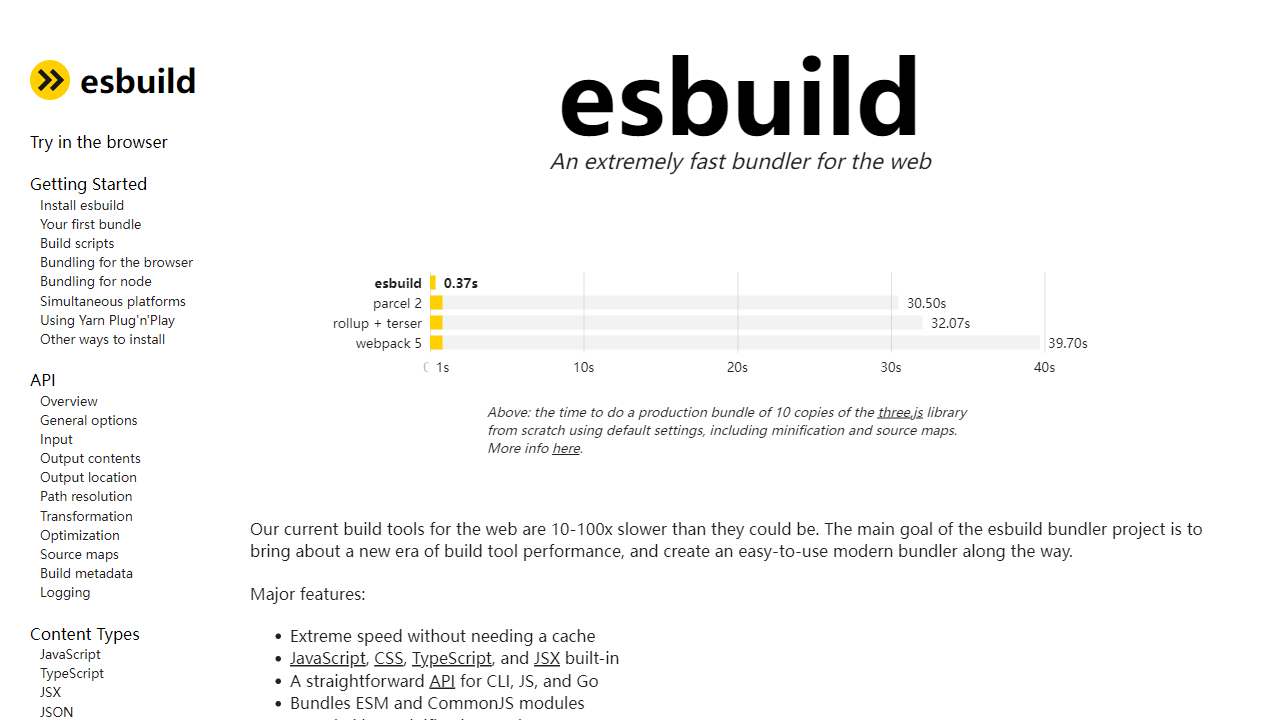 esbuild
Try in the browser
Getting Started
Install esbuild
Your first bundle
Build scripts
Bundling for the browser
Bundling for node
Simultaneous platforms
Using Yarn Plug'n'Play
Other ways to install
API
Overview
General options
Input
Output contents
Output location
Path resolution
Transformation
Optimization
Source maps
Build metadata
Logging
Content Types
JavaScript
TypeScript
JSX
JSON
esbuild
An extremely fast bundler for the web
esbuild 0.37s
parcel 2 30.50s
rollup + terser 32.07s
webpack 5 39.70s
1s 10s 20s 30s 40s
Above: the time to do a production bundle of 10 copies of the three.js library
from scratch using default settings, including minification and source maps.
More info here.
Our current build tools for the web are 10-100x slower than they could be. The main goal of the esbuild bundler project is to
bring about a new era of build tool performance, and create an easy-to-use modern bundler along the way.
Major features:
• Extreme speed without needing a cache
• JavaScript, CSS, TypeScript, and JSX built-in
• A straightforward API for CLI, JS, and Go
• Bundles ESM and CommonJS modules